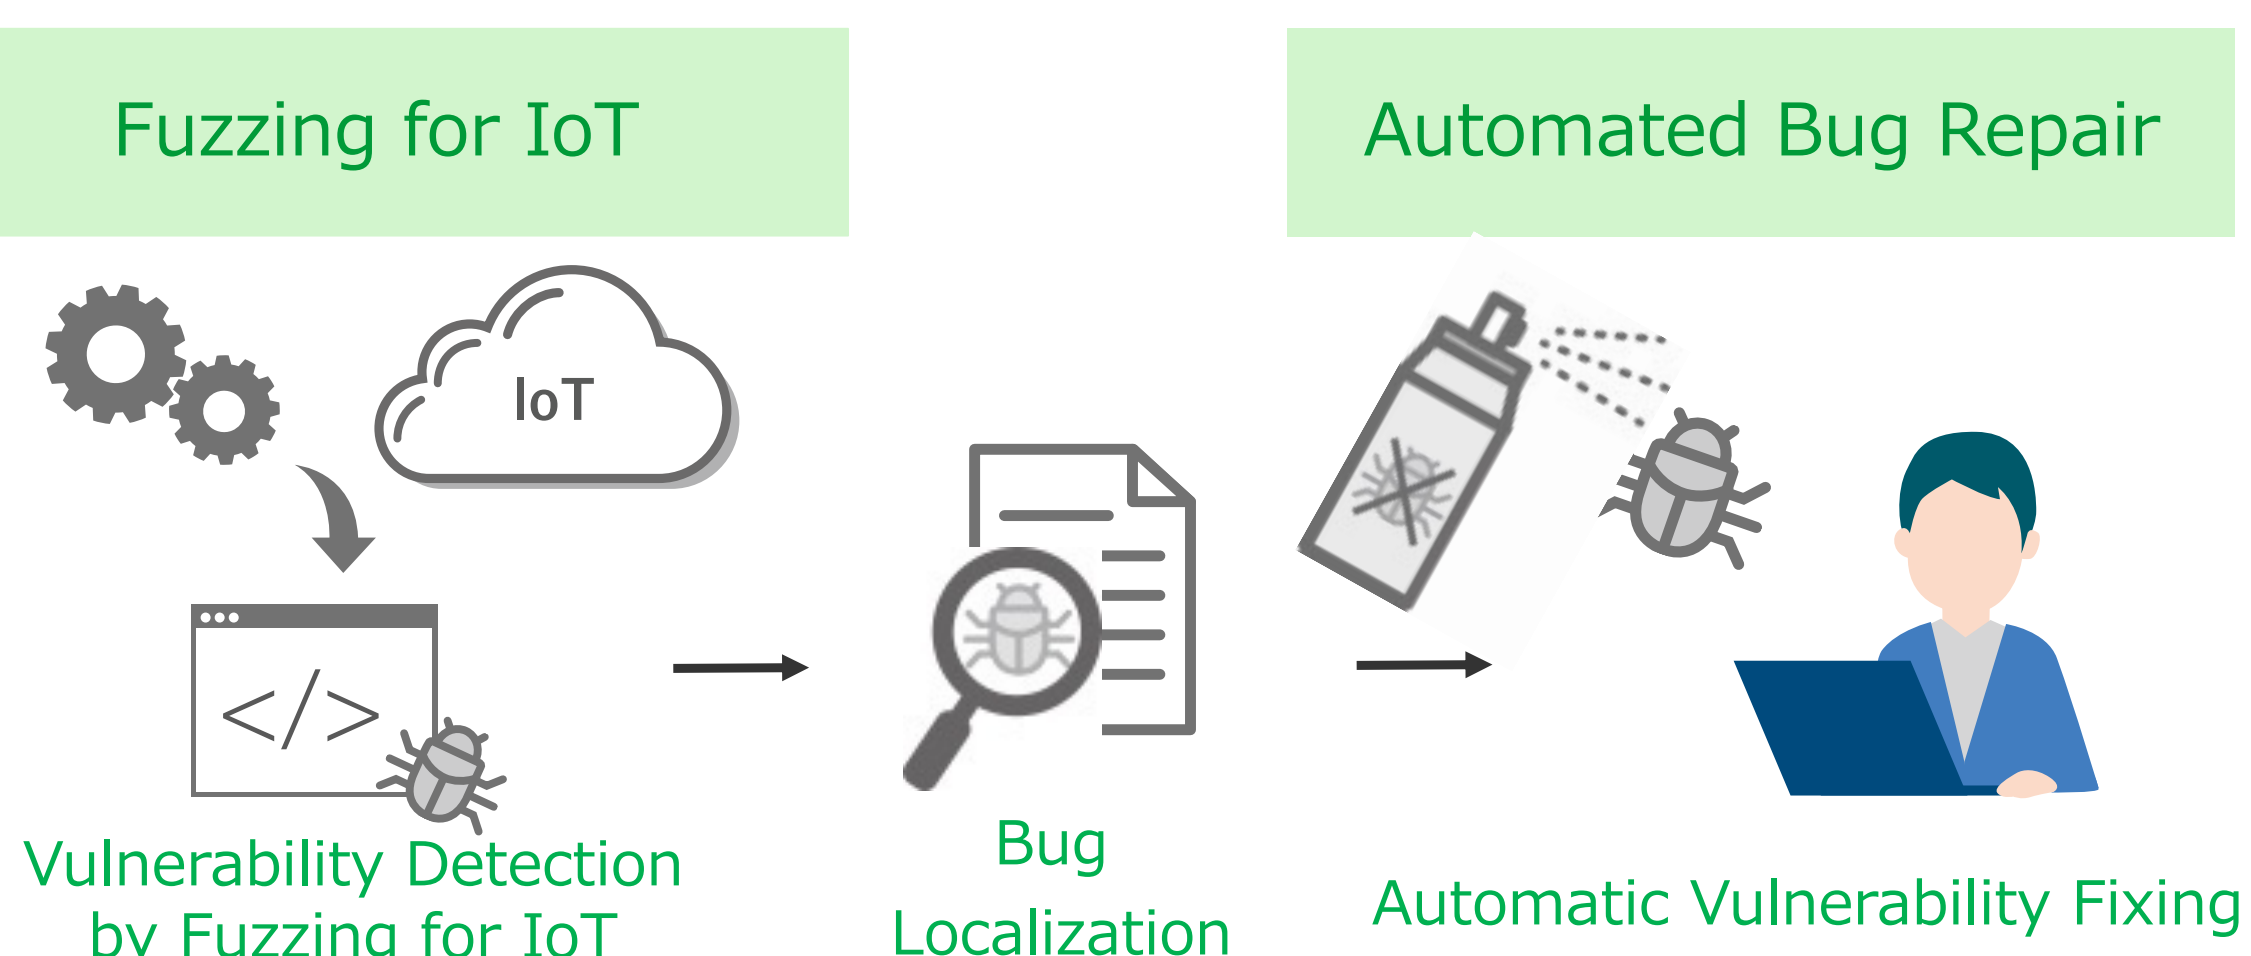 Fuzzing for IoT
Automated Bug Repair
IoT
</>
Vulnerability Detection
by Fuzzing for IoT
Bug
Localization
Automatic Vulnerability Fixing